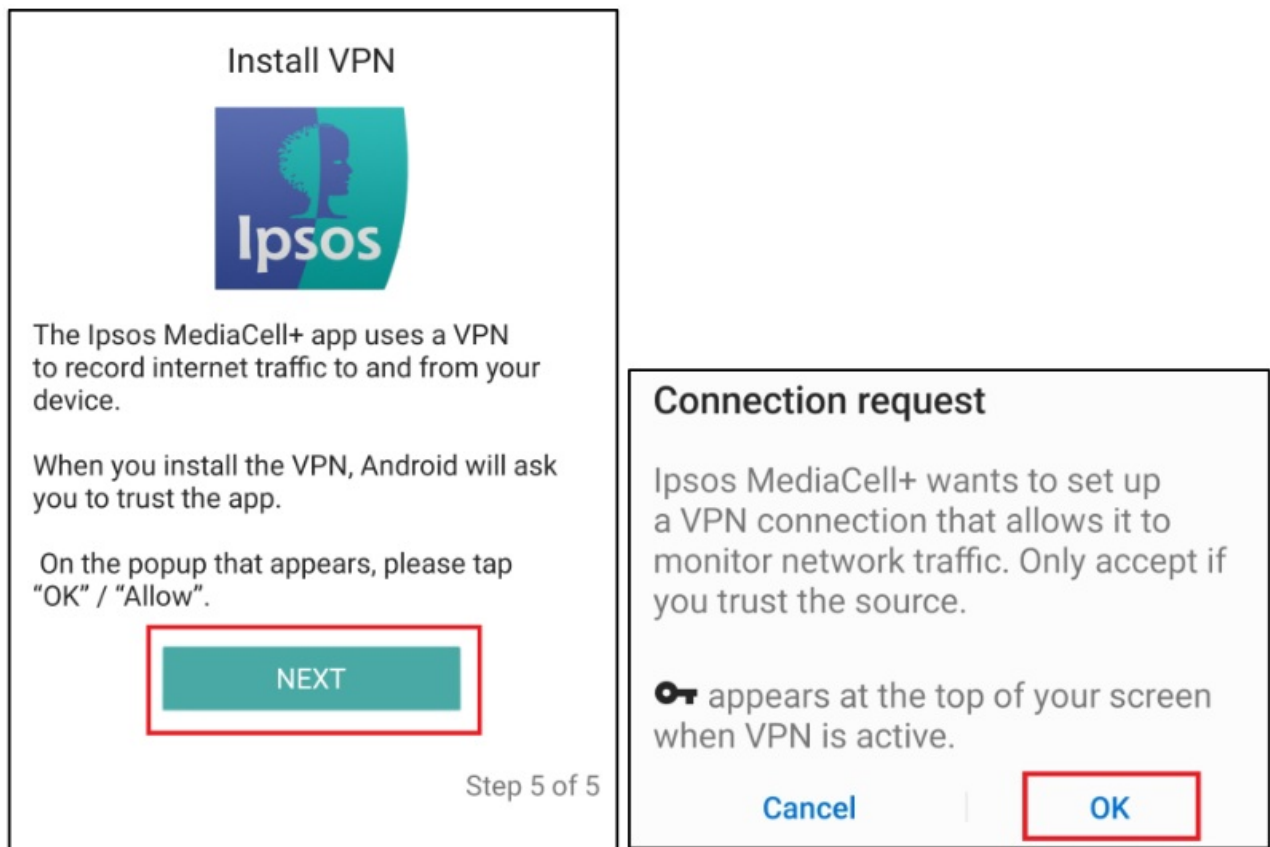 Install VPN
Ipsos
The Ipsos MediaCell+ app uses a VPN
to record internet traffic to and from your
device.
When you install the VPN, Android will ask
you to trust the app.
On the popup that appears, please tap
“OK” / “Allow”.
NEXT
Step 5 of 5
Connection request
Ipsos MediaCell+ wants to set up
a VPN connection that allows it to
monitor network traffic. Only accept if
you trust the source.
appears at the top of your screen
when VPN is active.
Cancel
OK